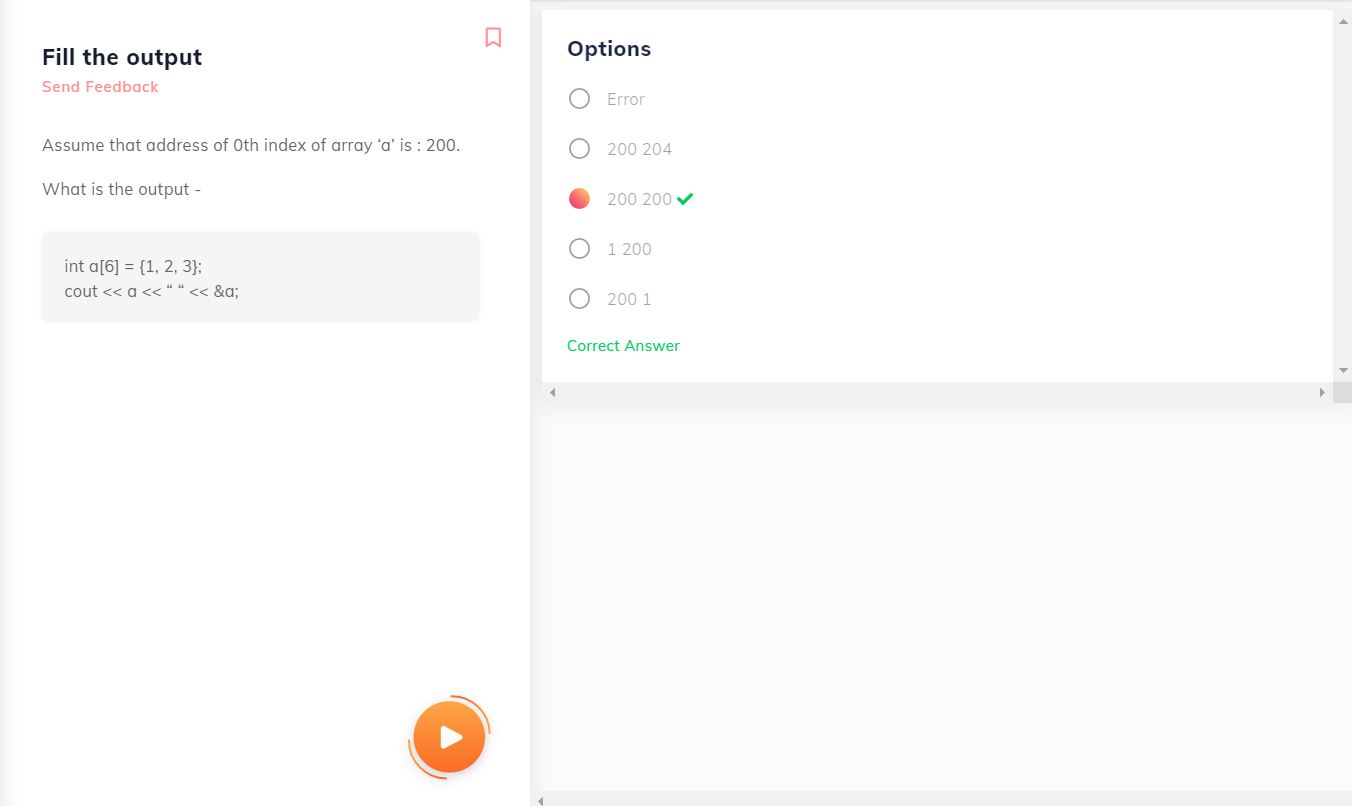 Fill the output
Send Feedback
Assume that address of 0th index of array ‘a’ is : 200.
What is the output -
int a[6] = {1, 2, 3};
cout << a << “ “ << &a;
Options
Error
200 204
200 200
1 200
200 1
Correct Answer